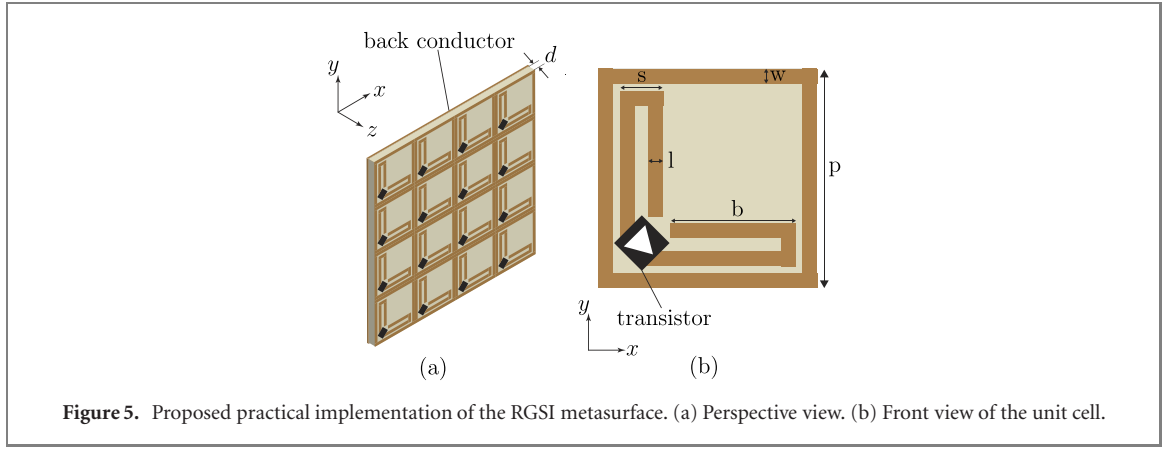 back conductor
d
y
x
z
(a)
s
w
l
p
b
transistor
y
x
(b)
Figure 5. Proposed practical implementation of the RGSI metasurface. (a) Perspective view. (b) Front view of the unit cell.